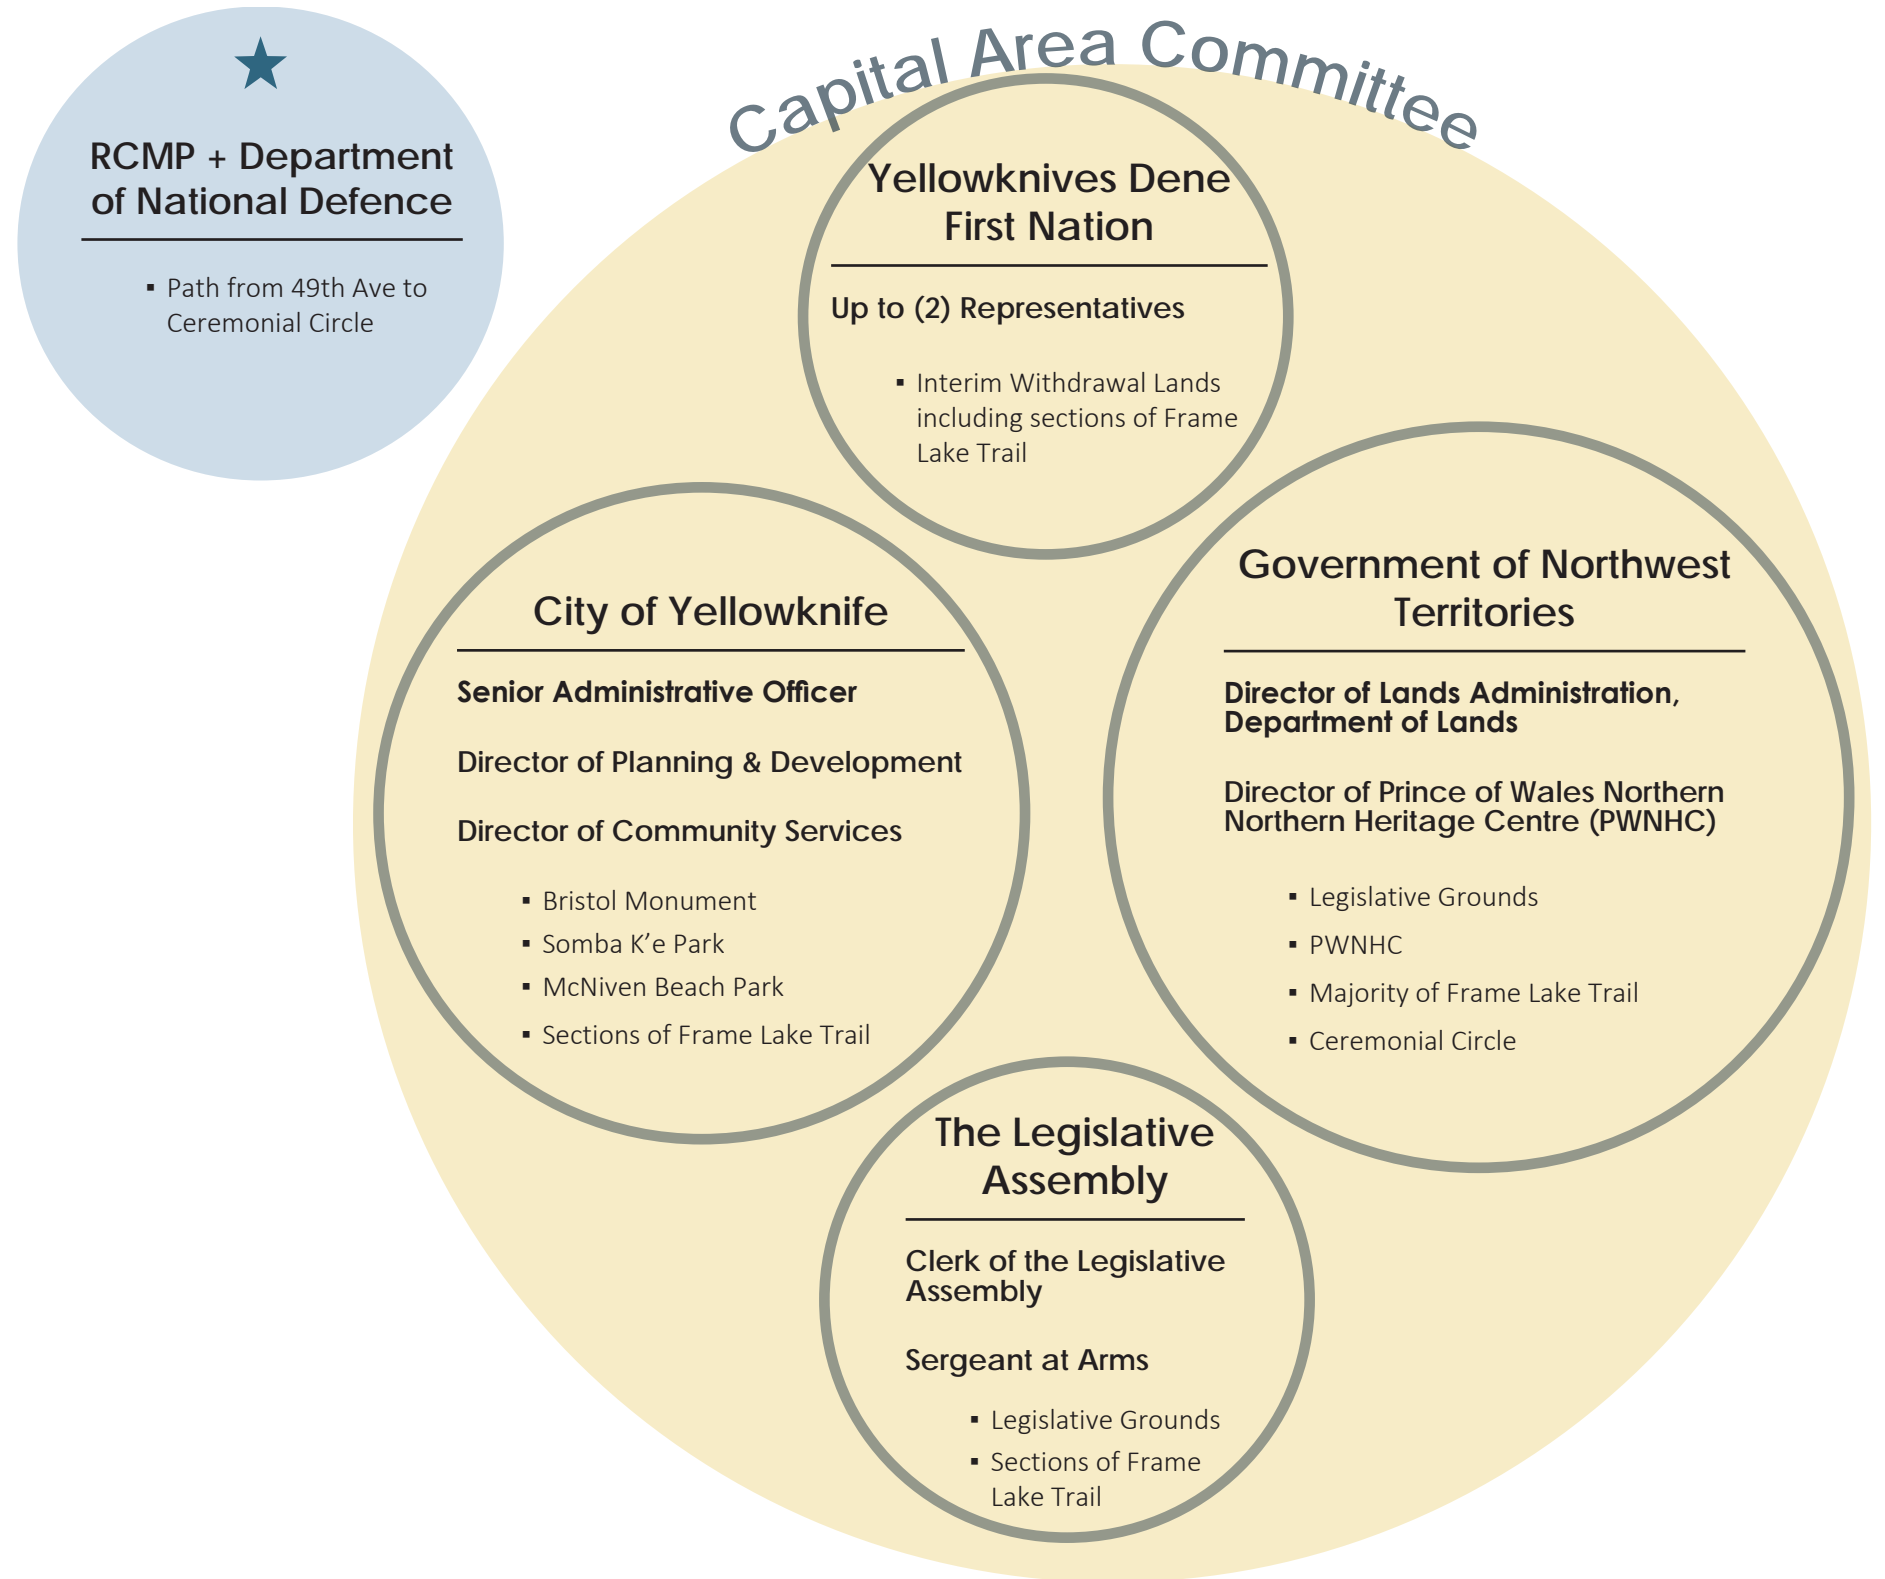 Capital Area Committee
RCMP + Department
of National Defence
▪ Path from 49th Ave to
Ceremonial Circle
Yellowknives Dene
First Nation
Up to (2) Representatives
▪ Interim Withdrawal Lands
including sections of Frame
Lake Trail
City of Yellowknife
Senior Administrative Officer
Director of Planning & Development
Director of Community Services
▪ Bristol Monument
▪ Somba K’e Park
▪ McNiven Beach Park
▪ Sections of Frame Lake Trail
Government of Northwest
Territories
Director of Lands Administration,
Department of Lands
Director of Prince of Wales Northern
Northern Heritage Centre (PWNHC)
▪ Legislative Grounds
▪ PWNHC
▪ Majority of Frame Lake Trail
▪ Ceremonial Circle
The Legislative
Assembly
Clerk of the Legislative
Assembly
Sergeant at Arms
▪ Legislative Grounds
▪ Sections of Frame
Lake Trail